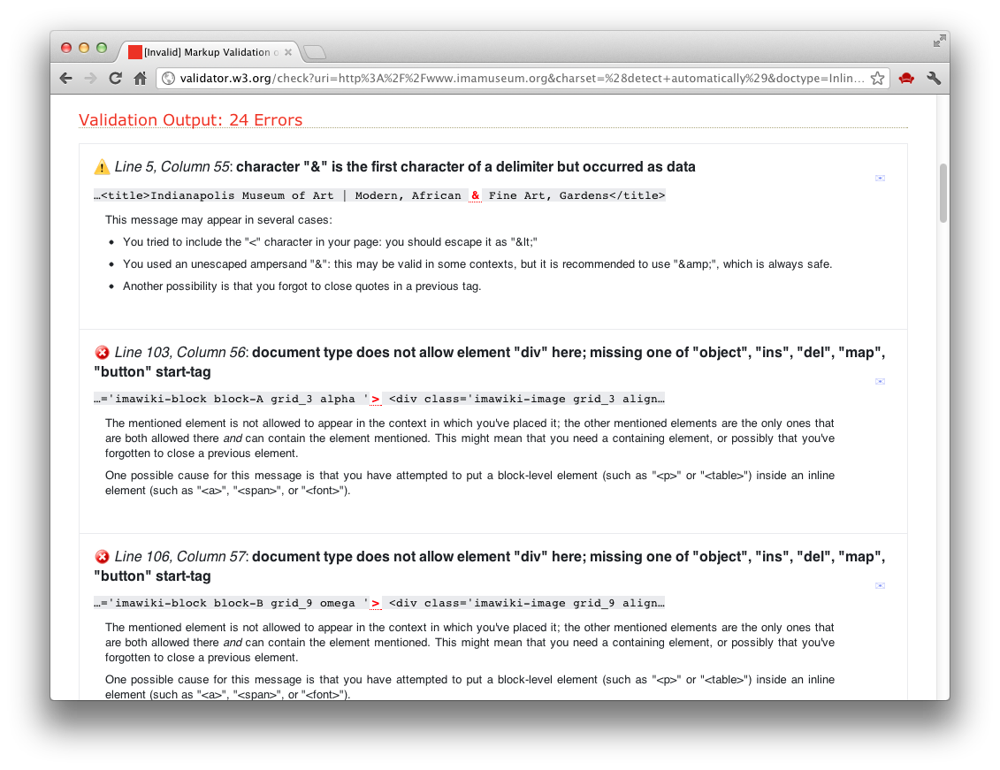 [Invalid] Markup Validation o
validator.w3.org/check?uri=http%3A%2F%2Fwww.imamuseum.org&charset=%28detect+automatically%29&doctype=Inlin...
Validation Output: 24 Errors
Line 5, Column 55: character "&" is the first character of a delimiter but occurred as data
…<title>Indianapolis Museum of Art | Modern, African & Fine Art, Gardens</title>
This message may appear in several cases:
• You tried to include the "<" character in your page: you should escape it as "&lt;"
• You used an unescaped ampersand "&": this may be valid in some contexts, but it is recommended to use "&amp;", which is always safe.
• Another possibility is that you forgot to close quotes in a previous tag.
Line 103, Column 56: document type does not allow element "div" here; missing one of "object", "ins", "del", "map",
"button" start-tag
…='imawiki-block block-A grid_3 alpha '> <div class='imawiki-image grid_3 align…
The mentioned element is not allowed to appear in the context in which you've placed it; the other mentioned elements are the only ones that
are both allowed there and can contain the element mentioned. This might mean that you need a containing element, or possibly that you've
forgotten to close a previous element.
One possible cause for this message is that you have attempted to put a block-level element (such as "<p>" or "<table>") inside an inline
element (such as "<a>", "<span>", or "<font>").
Line 106, Column 57: document type does not allow element "div" here; missing one of "object", "ins", "del", "map",
"button" start-tag
…='imawiki-block block-B grid_9 omega '> <div class='imawiki-image grid_9 align…
The mentioned element is not allowed to appear in the context in which you've placed it; the other mentioned elements are the only ones that
are both allowed there and can contain the element mentioned. This might mean that you need a containing element, or possibly that you've
forgotten to close a previous element.
One possible cause for this message is that you have attempted to put a block-level element (such as "<p>" or "<table>") inside an inline
element (such as "<a>", "<span>", or "<font>").